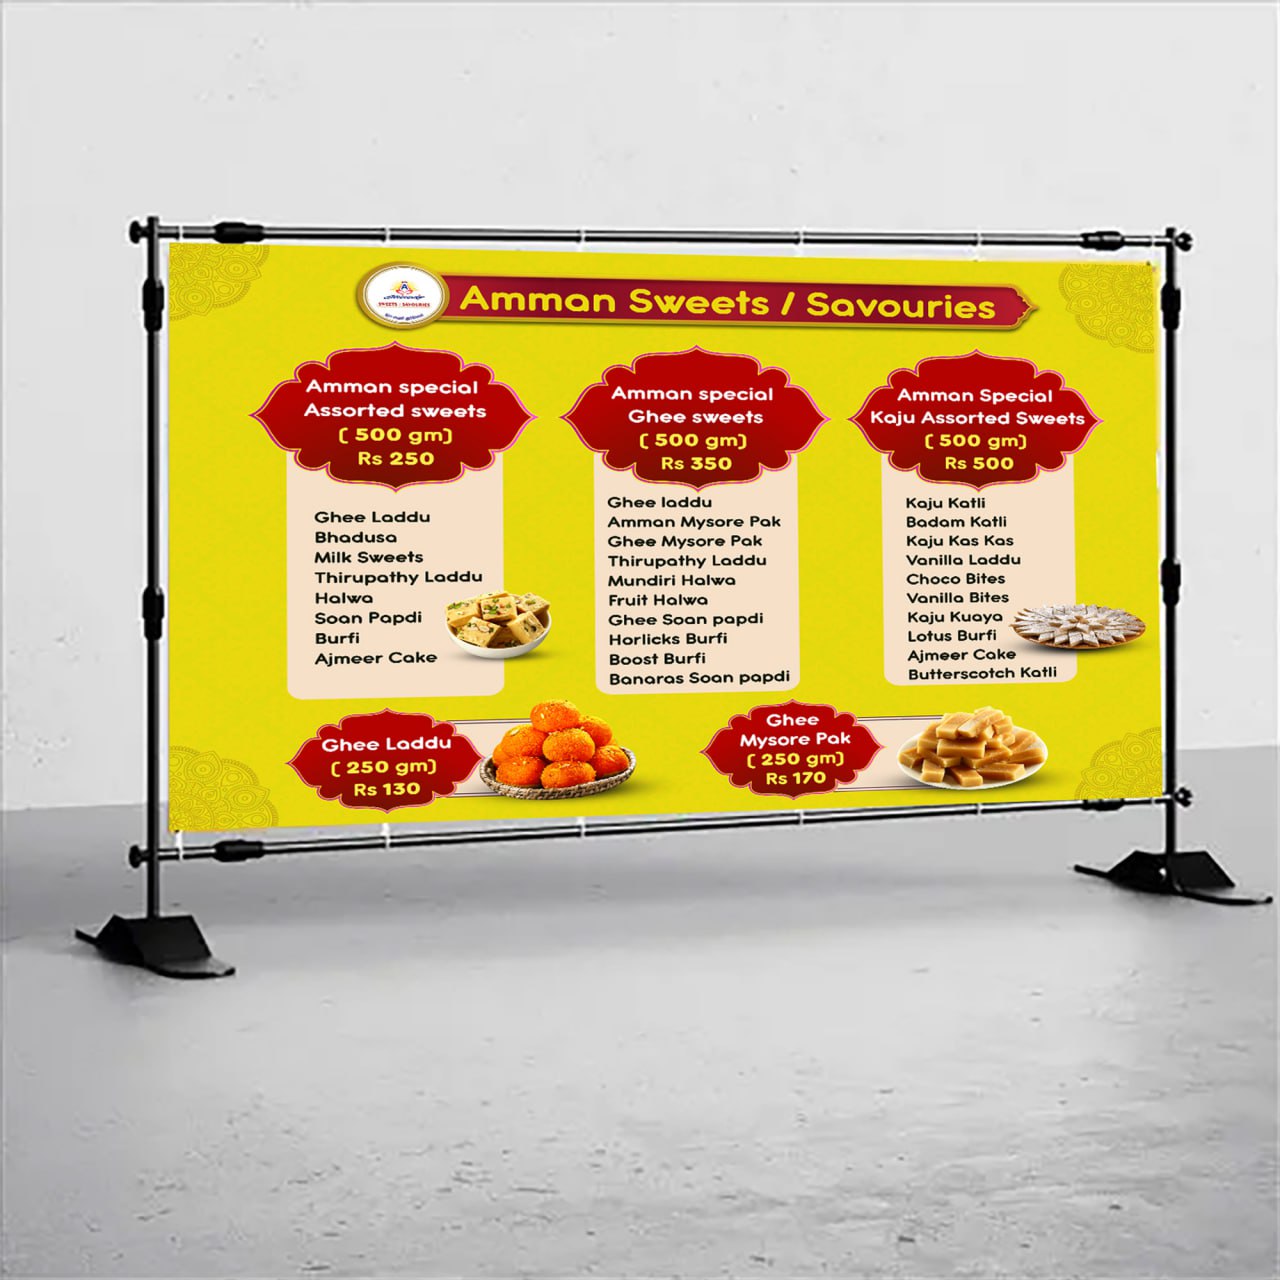 SWEETS / SAVOURIES
Amman Sweets / Savouries
Amman special
Assorted sweets
( 500 gm)
Rs 250
Ghee Laddu
Bhadusa
Milk Sweets
Thirupathy Laddu
Halwa
Soan Papdi
Burfi
Ajmeer Cake
Amman special
Ghee sweets
( 500 gm)
Rs 350
Ghee laddu
Amman Mysore Pak
Ghee Mysore Pak
Thirupathy Laddu
Mundiri Halwa
Fruit Halwa
Ghee Soan papdi
Horlicks Burfi
Boost Burfi
Banaras Soan papdi
Amman Special
Kaju Assorted Sweets
( 500 gm)
Rs 500
Kaju Katli
Badam Katli
Kaju Kas Kas
Vanilla Laddu
Choco Bites
Vanilla Bites
Kaju Kuaya
Lotus Burfi
Ajmeer Cake
Butterscotch Katli
Ghee Laddu
( 250 gm)
Rs 130
Ghee
Mysore Pak
( 250 gm)
Rs 170